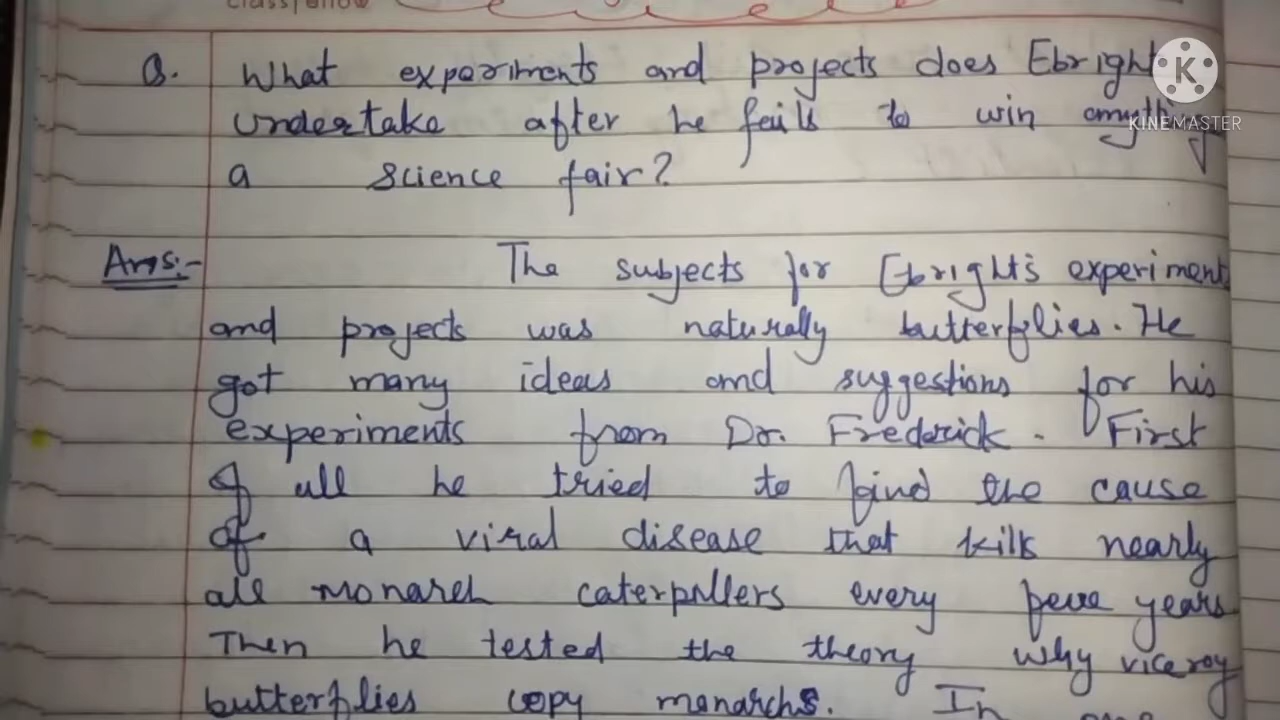 Q. What experiments and projects does Ebright
undertake after he fails to win anything
a science fair?
KINEMASTER
Ans:- The subjects for Ebright's experiment
and projects was naturally butterflies. He
got many ideas and suggestions for his
experiments from Dr. Frederick. First
of all he tried to find the cause
of a viral disease that kills nearly
all monarch caterpillers every few years
Then he tested the theory why viceroy
butterflies copy monarchs. In one